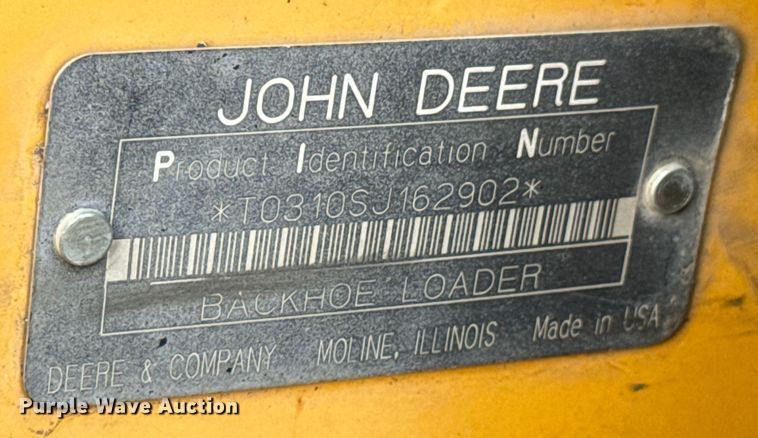 JOHN DEERE
Product Identification Number
*T0310SJ162902*
BACKHOE LOADER
DEERE & COMPANY MOLINE, ILLINOIS Made in USA
Purple Wave Auction